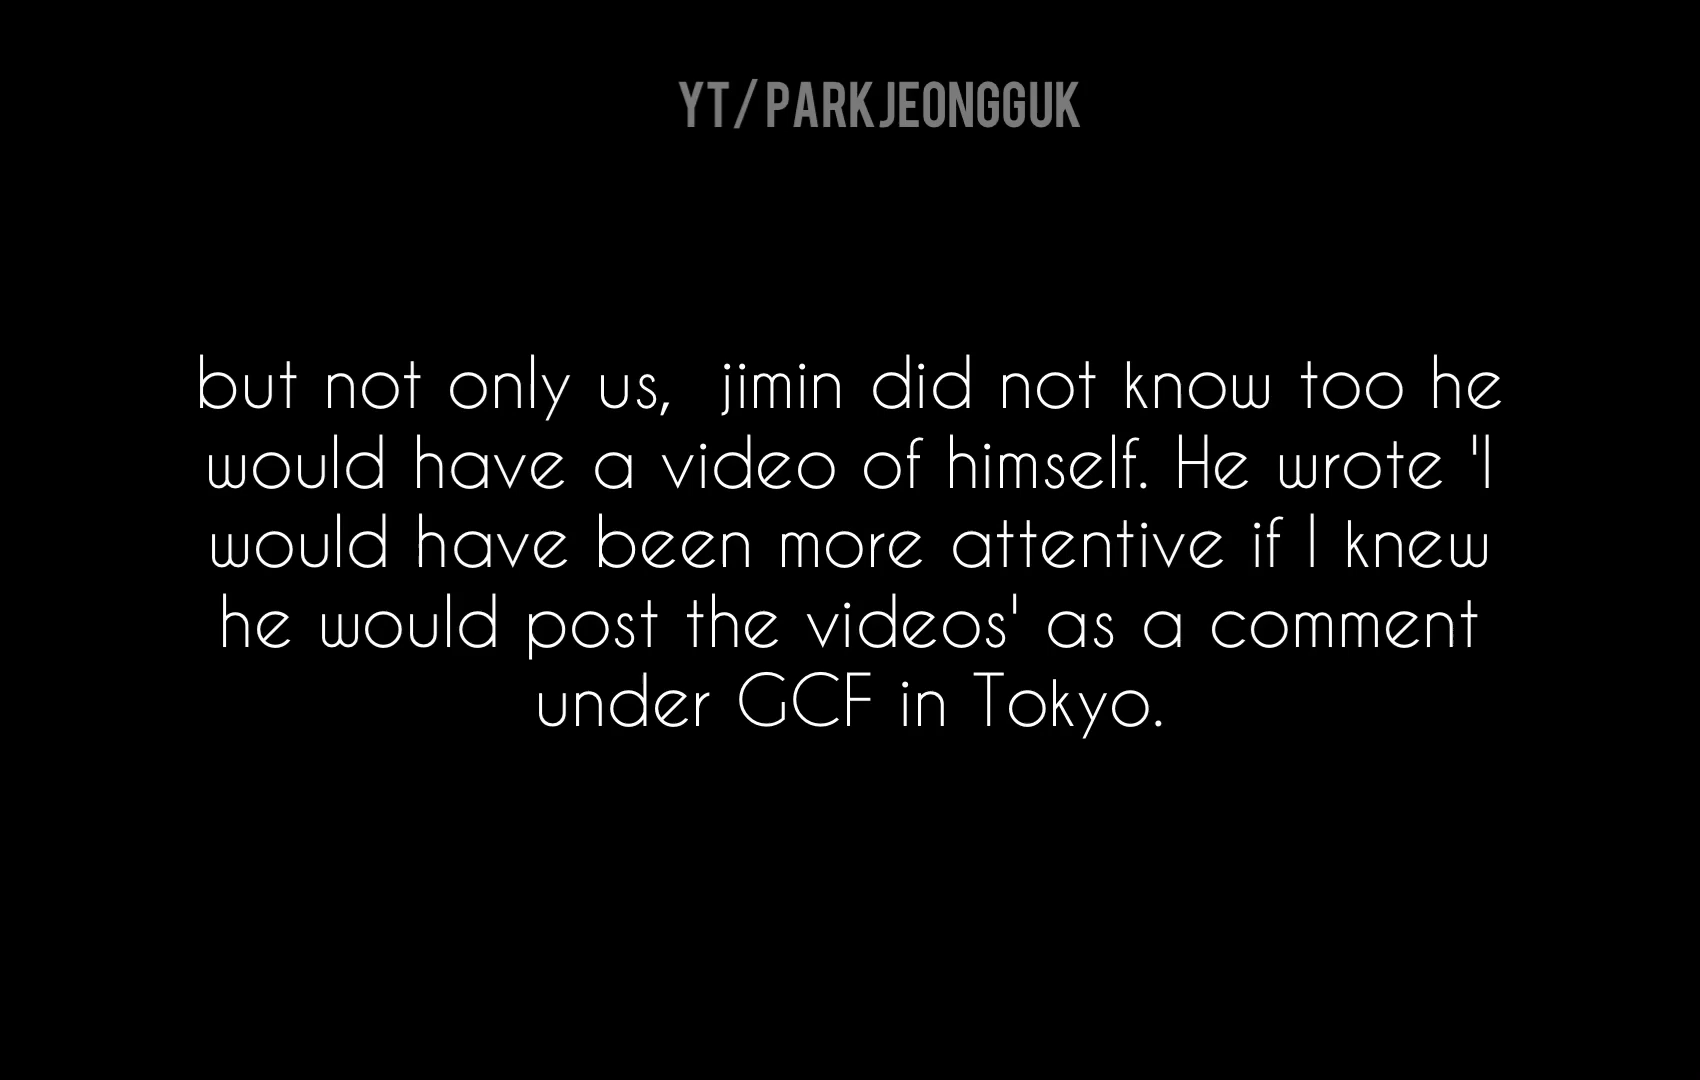 YT/PARKJEONGGUK
but not only us,  jimin did not know too he
would have a video of himself. He wrote 'I
would have been more attentive if I knew
he would post the videos' as a comment
under GCF in Tokyo.